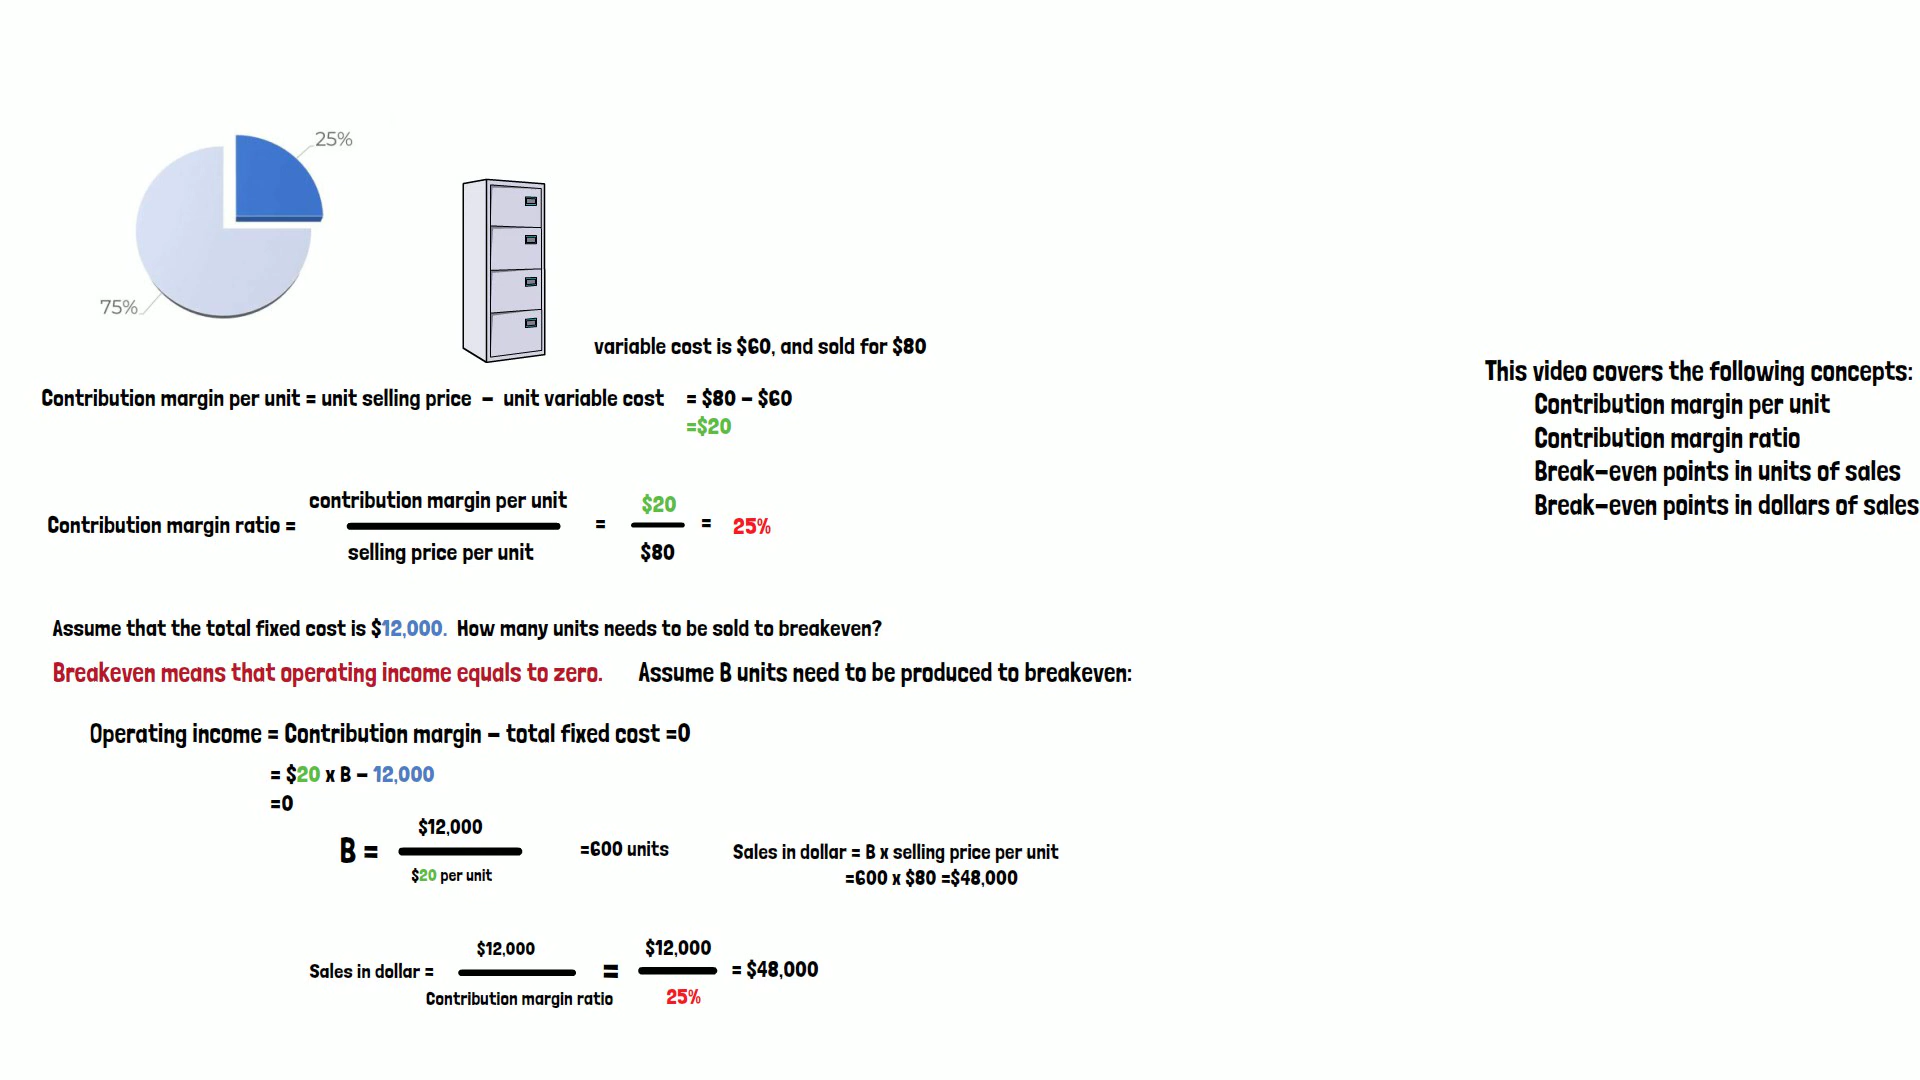 25%
75%
variable cost is $60, and sold for $80
Contribution margin per unit = unit selling price – unit variable cost = $80 – $60
=$20
contribution margin per unit
Contribution margin ratio =
selling price per unit
=
$20
$80
=
25%
Assume that the total fixed cost is $12,000. How many units needs to be sold to breakeven?
Breakeven means that operating income equals to zero. Assume B units need to be produced to breakeven:
Operating income = Contribution margin – total fixed cost =0
= $20 x B – 12,000
=0
B =
$12,000
$20 per unit
=600 units
Sales in dollar = B x selling price per unit
=600 x $80 =$48,000
Sales in dollar =
$12,000
Contribution margin ratio
=
$12,000
25%
= $48,000
This video covers the following concepts:
Contribution margin per unit
Contribution margin ratio
Break–even points in units of sales
Break–even points in dollars of sales